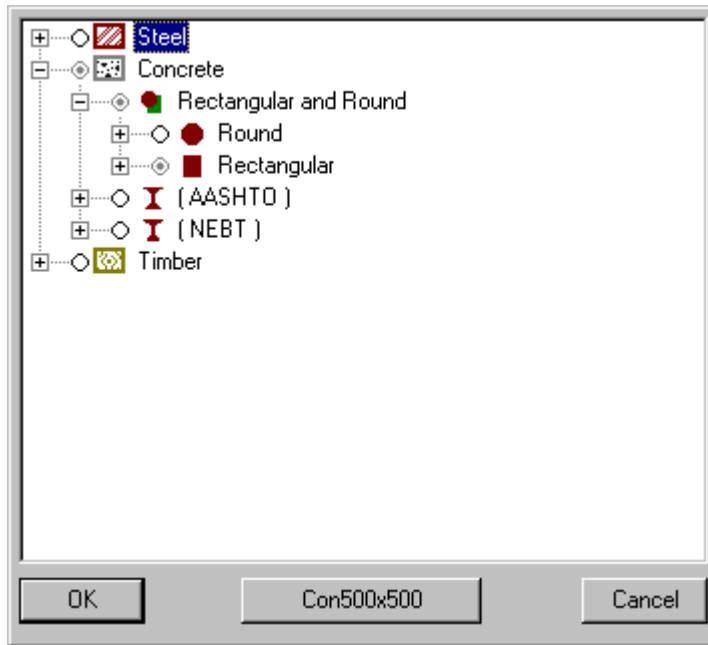 Steel
Concrete
Rectangular and Round
Round
Rectangular
( AASHTO )
( NEBT )
Timber
OK Con500x500 Cancel